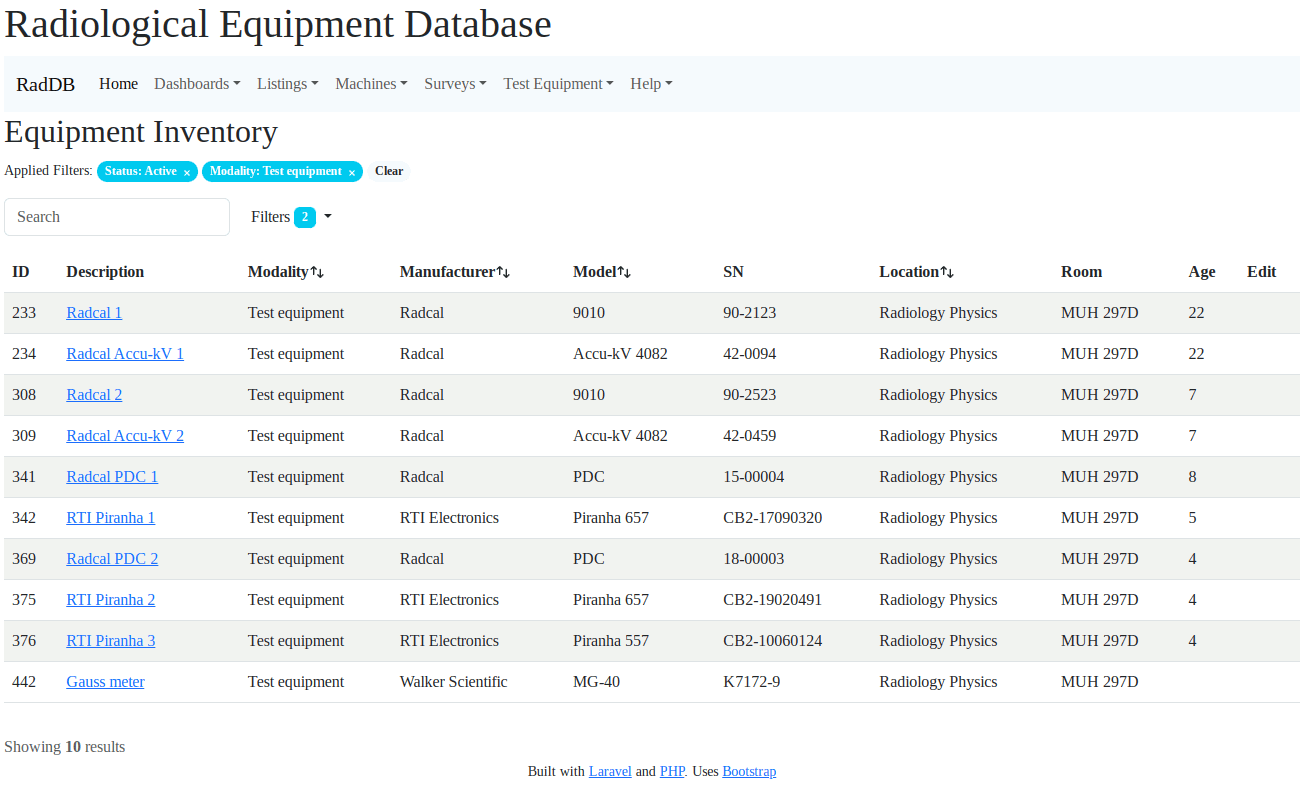 Radiological Equipment Database
RadDB Home Dashboards Listings Machines Surveys Test Equipment Help
Equipment Inventory
Applied Filters: Status: Active × Modality: Test equipment × Clear
Search Filters 2
ID Description Modality Manufacturer Model SN Location Room Age Edit
233 Radcal 1 Test equipment Radcal 9010 90-2123 Radiology Physics MUH 297D 22
234 Radcal Accu-kV 1 Test equipment Radcal Accu-kV 4082 42-0094 Radiology Physics MUH 297D 22
308 Radcal 2 Test equipment Radcal 9010 90-2523 Radiology Physics MUH 297D 7
309 Radcal Accu-kV 2 Test equipment Radcal Accu-kV 4082 42-0459 Radiology Physics MUH 297D 7
341 Radcal PDC 1 Test equipment Radcal PDC 15-00004 Radiology Physics MUH 297D 8
342 RTI Piranha 1 Test equipment RTI Electronics Piranha 657 CB2-17090320 Radiology Physics MUH 297D 5
369 Radcal PDC 2 Test equipment Radcal PDC 18-00003 Radiology Physics MUH 297D 4
375 RTI Piranha 2 Test equipment RTI Electronics Piranha 657 CB2-19020491 Radiology Physics MUH 297D 4
376 RTI Piranha 3 Test equipment RTI Electronics Piranha 557 CB2-10060124 Radiology Physics MUH 297D 4
442 Gauss meter Test equipment Walker Scientific MG-40 K7172-9 Radiology Physics MUH 297D
Showing 10 results
Built with Laravel and PHP. Uses Bootstrap